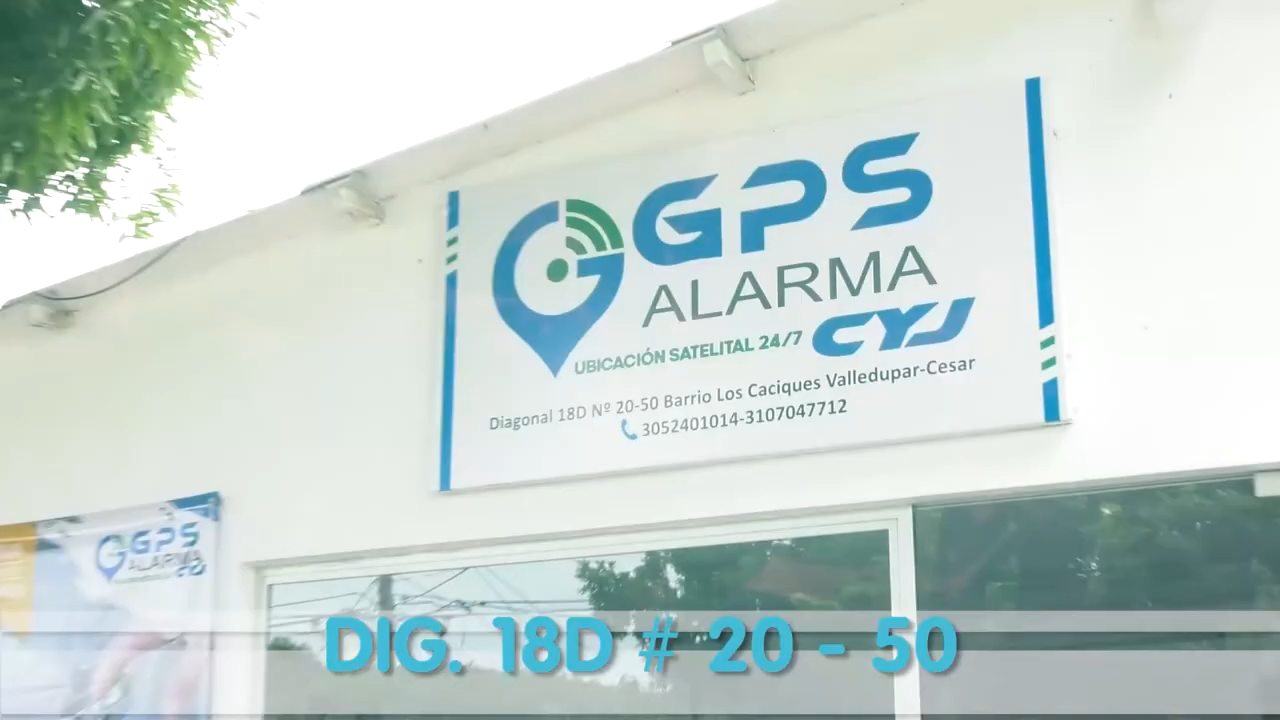 GPS
ALARMA
CYJ
UBICACIÓN SATELITAL 24/7
Diagonal 18D Nº 20-50 Barrio Los Caciques Valledupar-Cesar
3052401014-3107047712
GPS
ALARMA
CYJ
DIG. 18D # 20 - 50